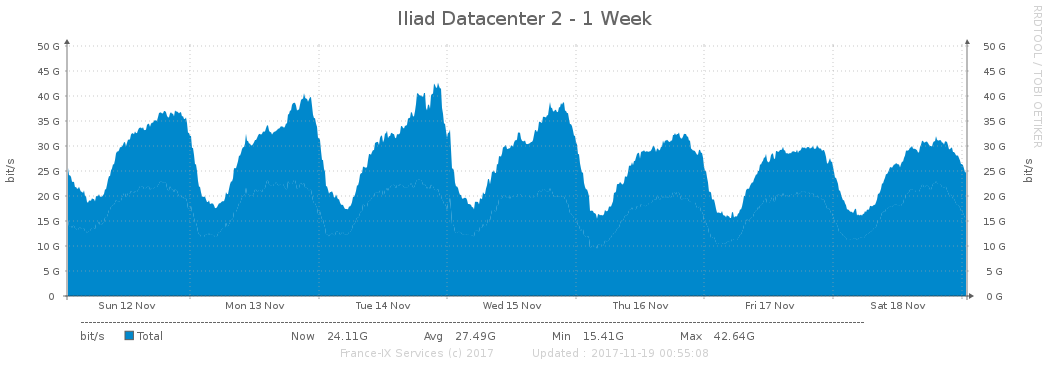 Iliad Datacenter 2 - 1 Week
RRDTOOL / TOBI OETIKER
50 G 50 G
45 G 45 G
40 G 40 G
35 G 35 G
30 G 30 G
25 G 25 G
20 G 20 G
15 G 15 G
10 G 10 G
5 G 5 G
0 0 G
bit/s bit/s
Sun 12 Nov Mon 13 Nov Tue 14 Nov Wed 15 Nov Thu 16 Nov Fri 17 Nov Sat 18 Nov
bit/s Total Now 24.11G Avg 27.49G Min 15.41G Max 42.64G
France-IX Services (c) 2017 Updated : 2017-11-19 00:55:08